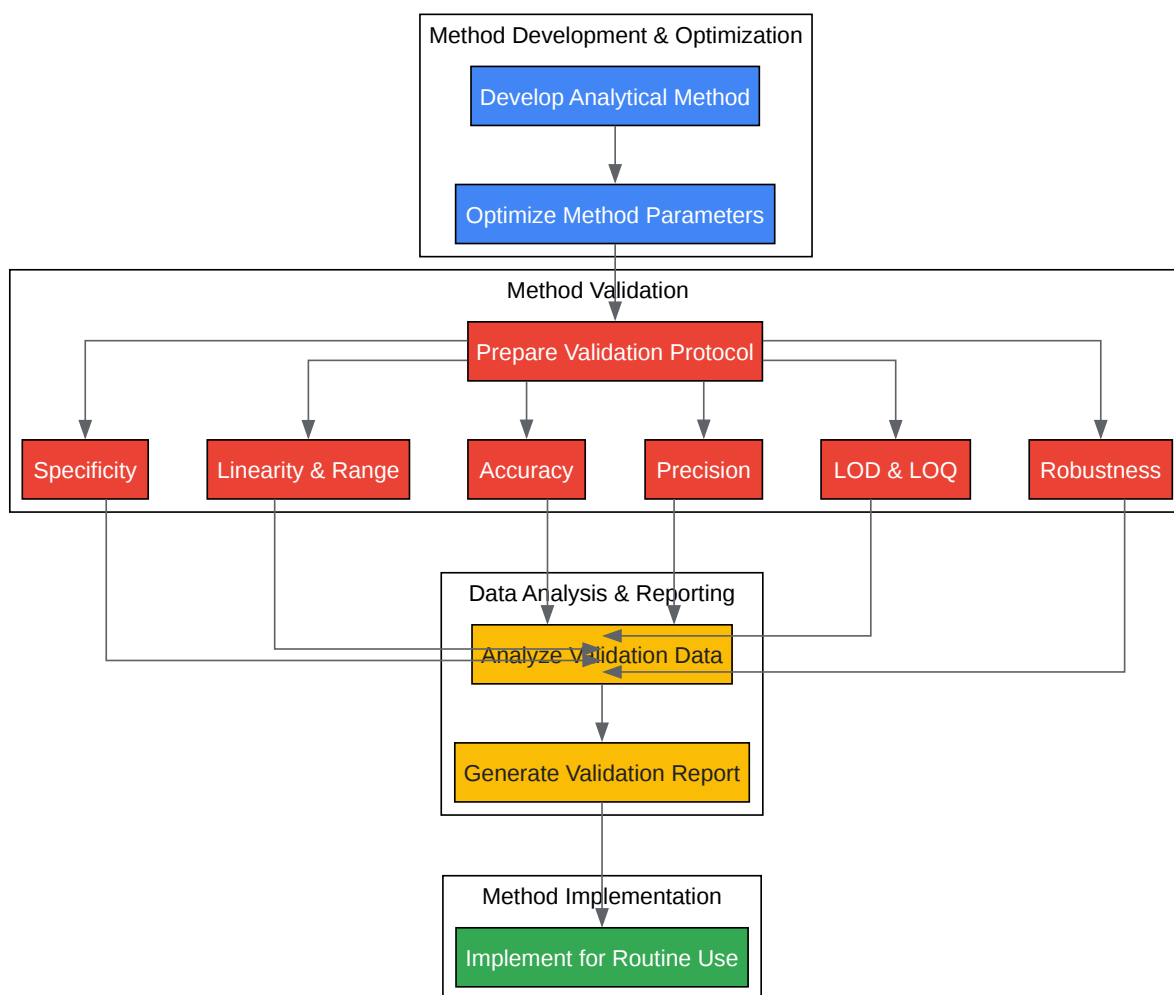 Method Development & Optimization
Develop Analytical Method
Optimize Method Parameters
Method Validation
Prepare Validation Protocol
Specificity
Linearity & Range
Accuracy
Precision
LOD & LOQ
Robustness
Data Analysis & Reporting
Analyze Validation Data
Generate Validation Report
Method Implementation
Implement for Routine Use